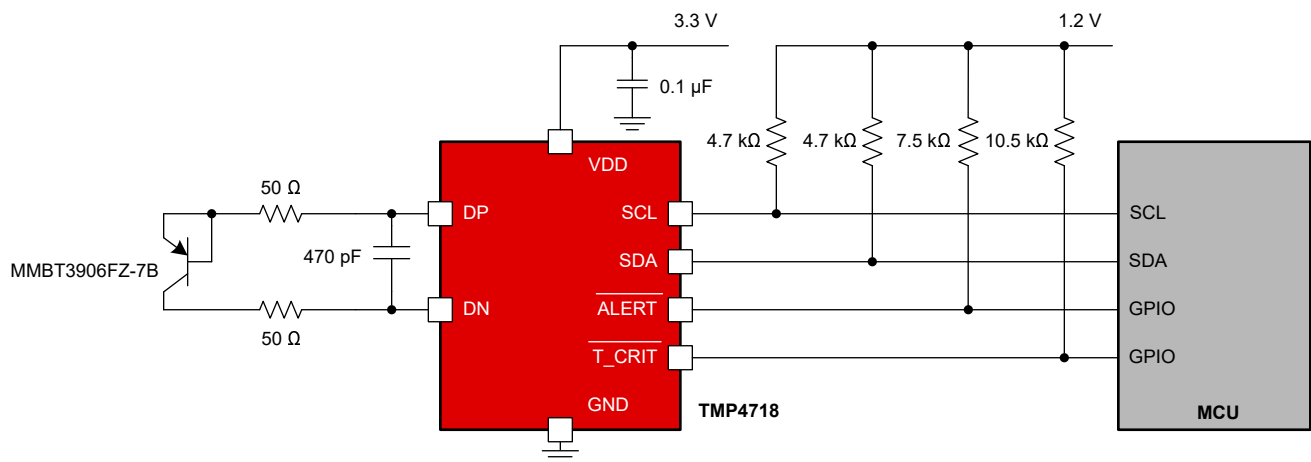 3.3 V
1.2 V
0.1 µF
4.7 kΩ
4.7 kΩ
7.5 kΩ
10.5 kΩ
VDD
50 Ω
DP
SCL
SCL
MMBT3906FZ-7B
470 pF
SDA
SDA
DN
ALERT
GPIO
50 Ω
T_CRIT
GPIO
GND
TMP4718
MCU